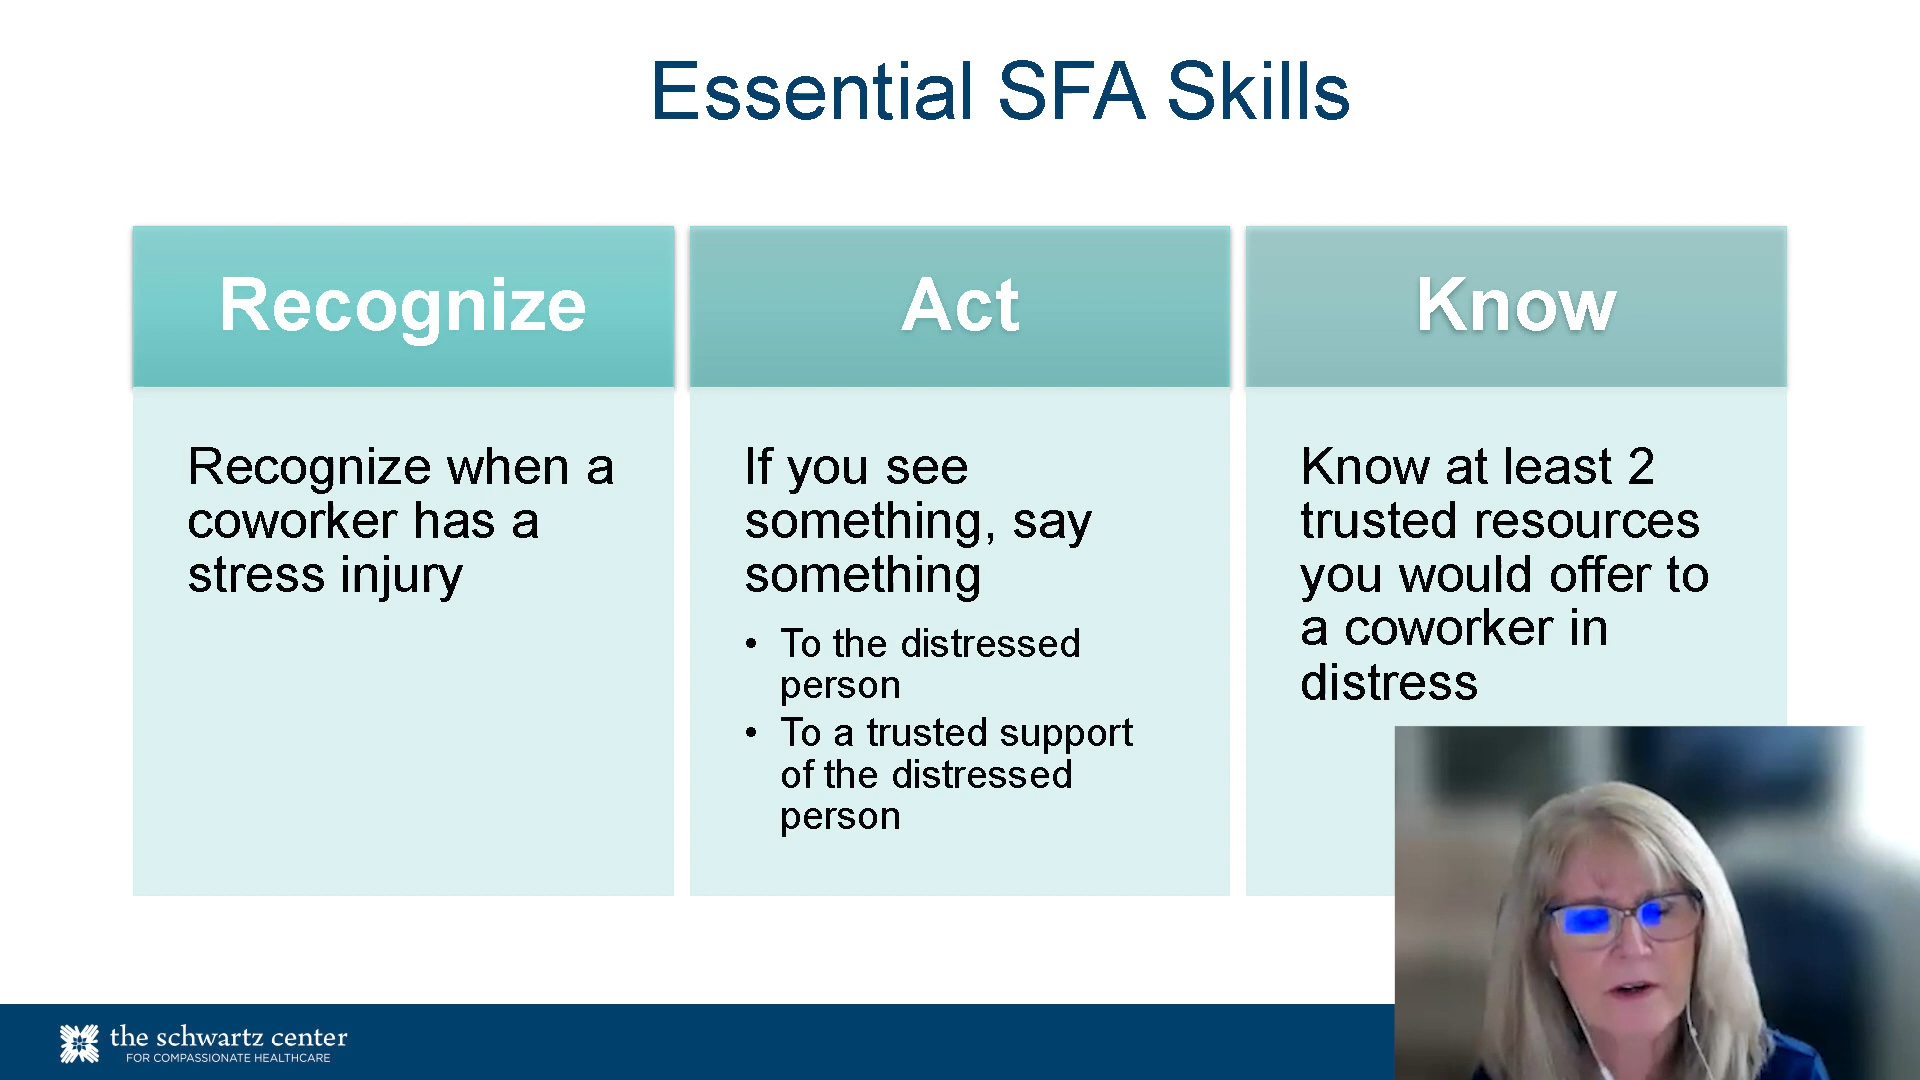 Essential SFA Skills
Recognize
Recognize when a
coworker has a
stress injury
Act
If you see
something, say
something
• To the distressed
person
• To a trusted support
of the distressed
person
Know
Know at least 2
trusted resources
you would offer to
a coworker in
distress
the schwartz center
FOR COMPASSIONATE HEALTHCARE